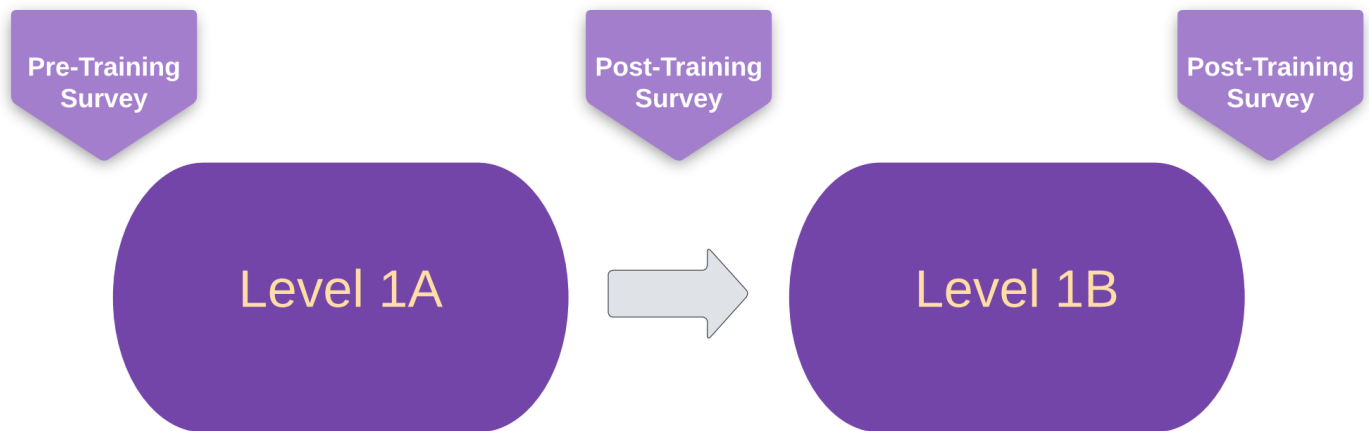 Pre-Training
Survey
Post-Training
Survey
Post-Training
Survey
Level 1A
Level 1B